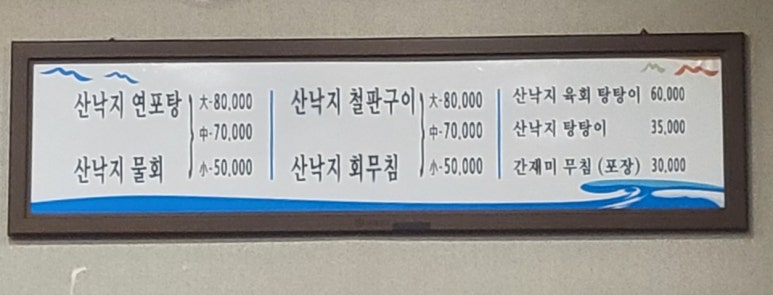 산낙지 연포탕
산낙지 물회
大-80,000
中-70,000
小-50,000
산낙지 철판구이
산낙지 회무침
大-80,000
中-70,000
小-50,000
산낙지 육회 탕탕이 60,000
산낙지 탕탕이 35,000
간재미 무침 (포장) 30,000